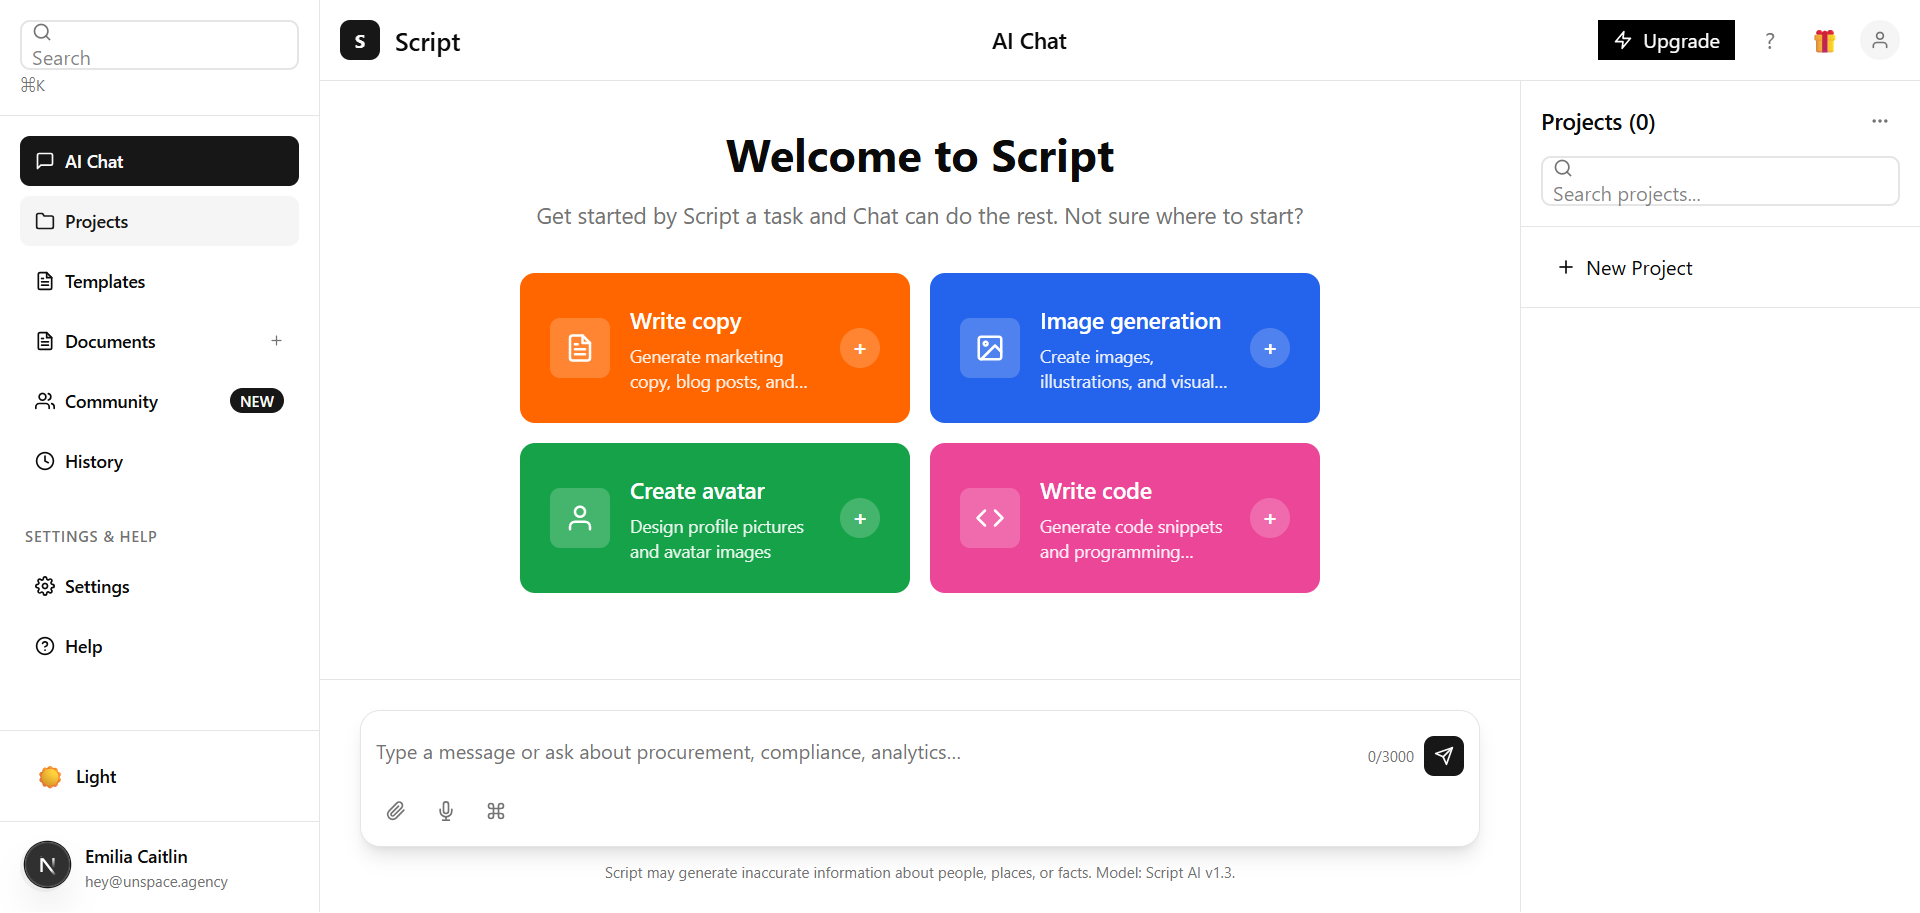 Search
⌘K
AI Chat
Projects
Templates
Documents
Community
NEW
History
SETTINGS & HELP
Settings
Help
Light
N
Emilia Caitlin
hey@unspace.agency
S
Script
AI Chat
Upgrade
?
Welcome to Script
Get started by Script a task and Chat can do the rest. Not sure where to start?
Write copy
Generate marketing
copy, blog posts, and...
+
Image generation
Create images,
illustrations, and visual...
+
Create avatar
Design profile pictures
and avatar images
+
Write code
Generate code snippets
and programming...
+
Type a message or ask about procurement, compliance, analytics...
0/3000
Script may generate inaccurate information about people, places, or facts. Model: Script AI v1.3.
Projects (0)
Search projects...
New Project